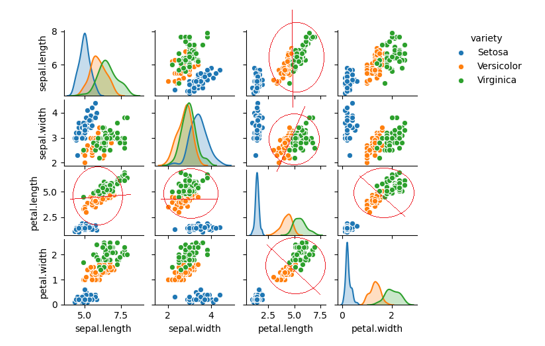 variety
Setosa
Versicolor
Virginica
sepal.length
8
6
sepal.width
4
3
2
petal.length
5.0
2.5
petal.width
2
1
0
5.0 7.5
2 4
2.5 5.0 7.5
0 2
sepal.length sepal.width petal.length petal.width